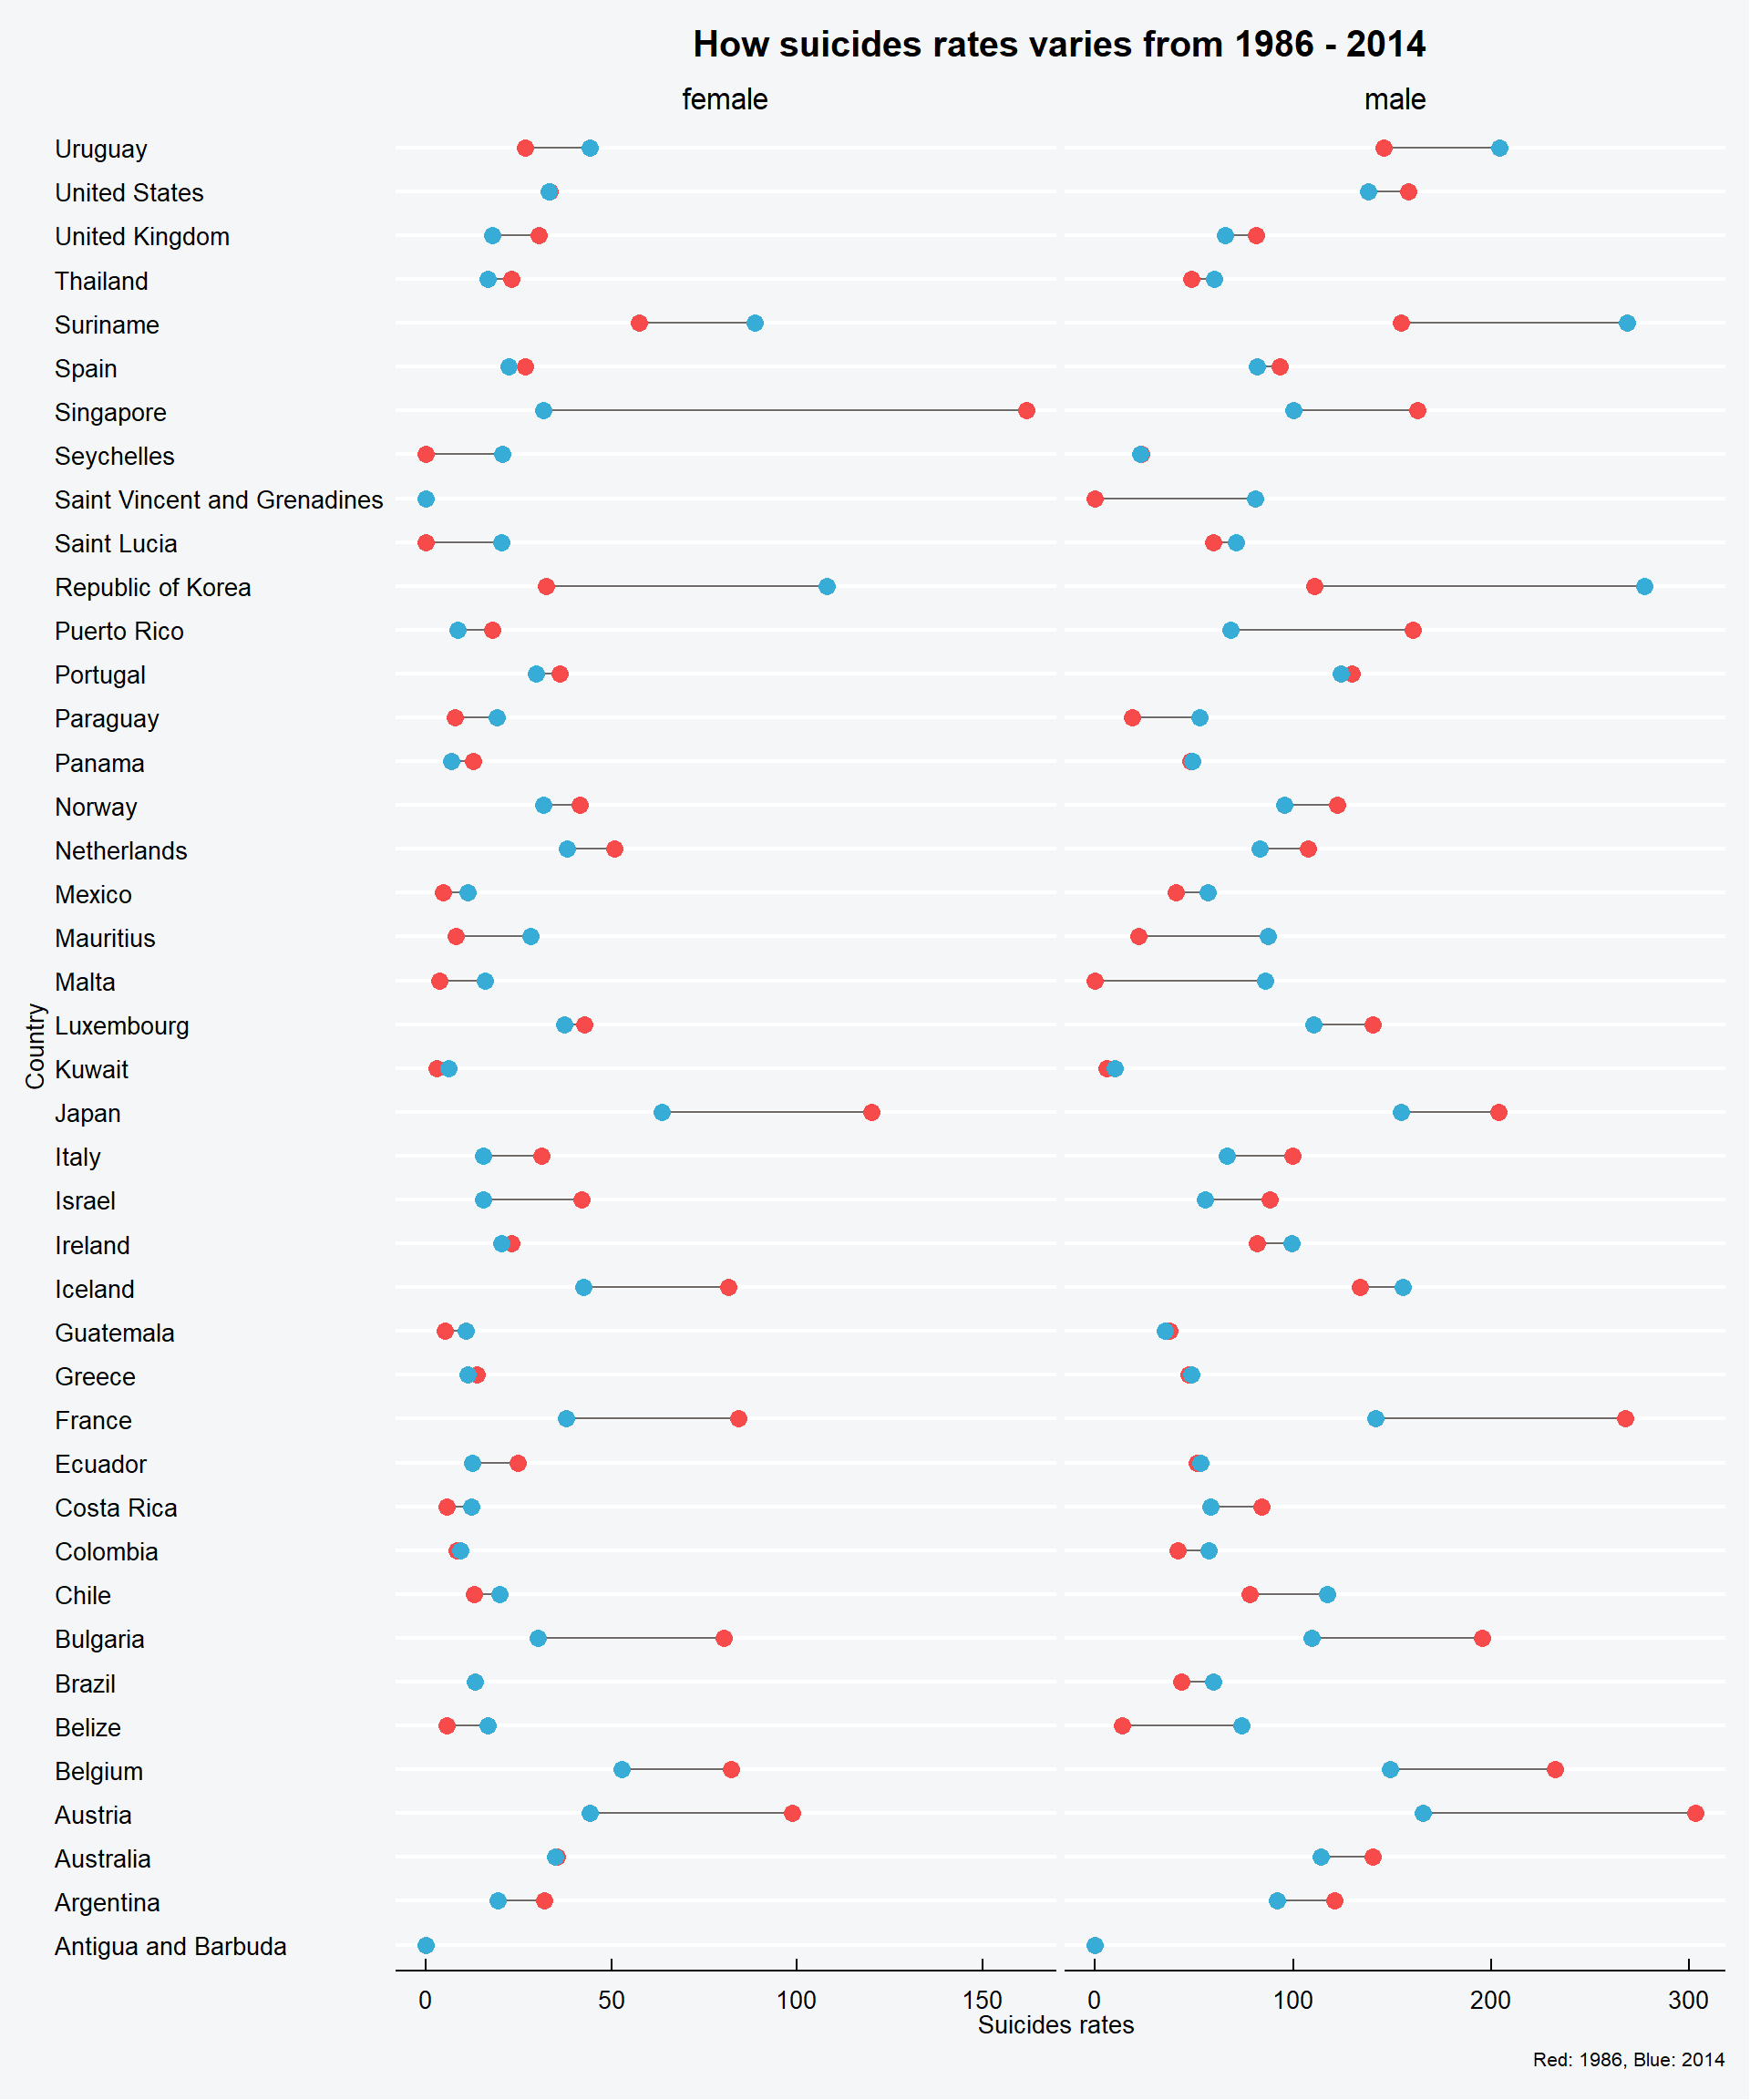 How suicides rates varies from 1986 - 2014
female male
Uruguay
United States
United Kingdom
Thailand
Suriname
Spain
Singapore
Seychelles
Saint Vincent and Grenadines
Saint Lucia
Republic of Korea
Puerto Rico
Portugal
Paraguay
Panama
Norway
Netherlands
Mexico
Mauritius
Malta
Luxembourg
Kuwait
Japan
Italy
Israel
Ireland
Iceland
Guatemala
Greece
France
Ecuador
Costa Rica
Colombia
Chile
Bulgaria
Brazil
Belize
Belgium
Austria
Australia
Argentina
Antigua and Barbuda
Country
0 50 100 150 0 100 200 300
Suicides rates
Red: 1986, Blue: 2014